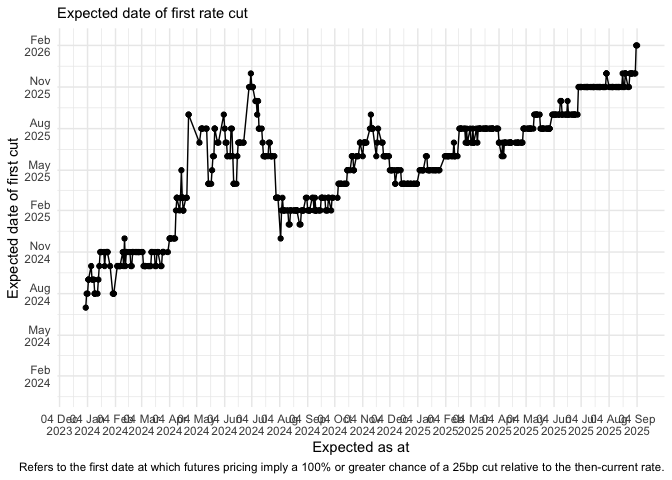 Expected date of first rate cut
Expected date of first cut
Feb
2026
Nov
2025
Aug
2025
May
2025
Feb
2025
Nov
2024
Aug
2024
May
2024
Feb
2024
04 Dec 04 Jan 04 Feb 04 Mar 04 Apr 04 May 04 Jun 04 Jul 04 Aug 04 Sep 04 Oct 04 Nov 04 Dec 04 Jan 04 Feb 04 Mar 04 Apr 04 May 04 Jun 04 Jul 04 Aug 04 Sep
2023 2024 2024 2024 2024 2024 2024 2024 2024 2024 2024 2024 2024 2025 2025 2025 2025 2025 2025 2025 2025 2025
Expected as at
Refers to the first date at which futures pricing imply a 100% or greater chance of a 25bp cut relative to the then-current rate.